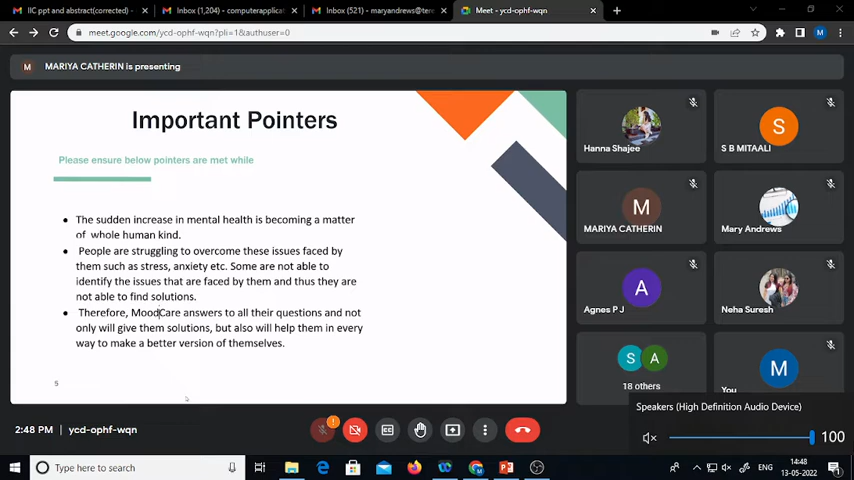 IIC ppt and abstract(corrected)
Inbox (1,204) - computerapplicat
Inbox (521) - maryandrews@tere
Meet - ycd-ophf-wqn
meet.google.com/ycd-ophf-wqn?pli=1&authuser=0
M
M
MARIYA CATHERIN is presenting
Important Pointers
Please ensure below pointers are met while
• The sudden increase in mental health is becoming a matter
of whole human kind.
• People are struggling to overcome these issues faced by
them such as stress, anxiety etc. Some are not able to
identify the issues that are faced by them and thus they are
not able to find solutions.
• Therefore, MoodCare answers to all their questions and not
only will give them solutions, but also will help them in every
way to make a better version of themselves.
Hanna Shajee
S
S B MITAALI
M
MARIYA CATHERIN
Mary Andrews
A
Agnes P J
Neha Suresh
S
A
18 others
M
You
2:48 PM
ycd-ophf-wqn
Speakers (High Definition Audio Device)
100
Type here to search
ENG
14:48
13-05-2022